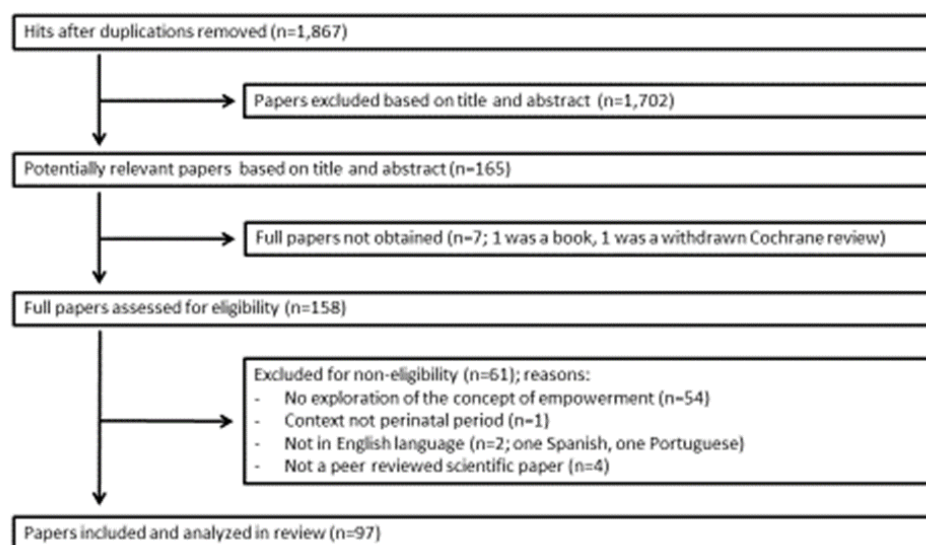 Hits after duplications removed (n=1,867)
Papers excluded based on title and abstract (n=1,702)
Potentially relevant papers based on title and abstract (n=165)
Full papers not obtained (n=7; 1 was a book, 1 was a withdrawn Cochrane review)
Full papers assessed for eligibility (n=158)
Excluded for non-eligibility (n=61); reasons:
- No exploration of the concept of empowerment (n=54)
- Context not perinatal period (n=1)
- Not in English language (n=2; one Spanish, one Portuguese)
- Not a peer reviewed scientific paper (n=4)
Papers included and analyzed in review (n=97)